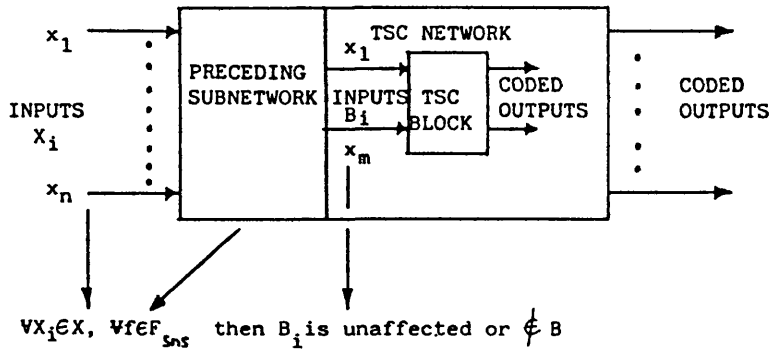 x1
TSC NETWORK
x1
PRECEDING
SUBNETWORK
INPUTS
Bi
TSC
BLOCK
CODED
OUTPUTS
CODED
OUTPUTS
INPUTS
Xi
xm
xn
∀Xi∈X, ∀f∈FSns then Bi is unaffected or ∉ B